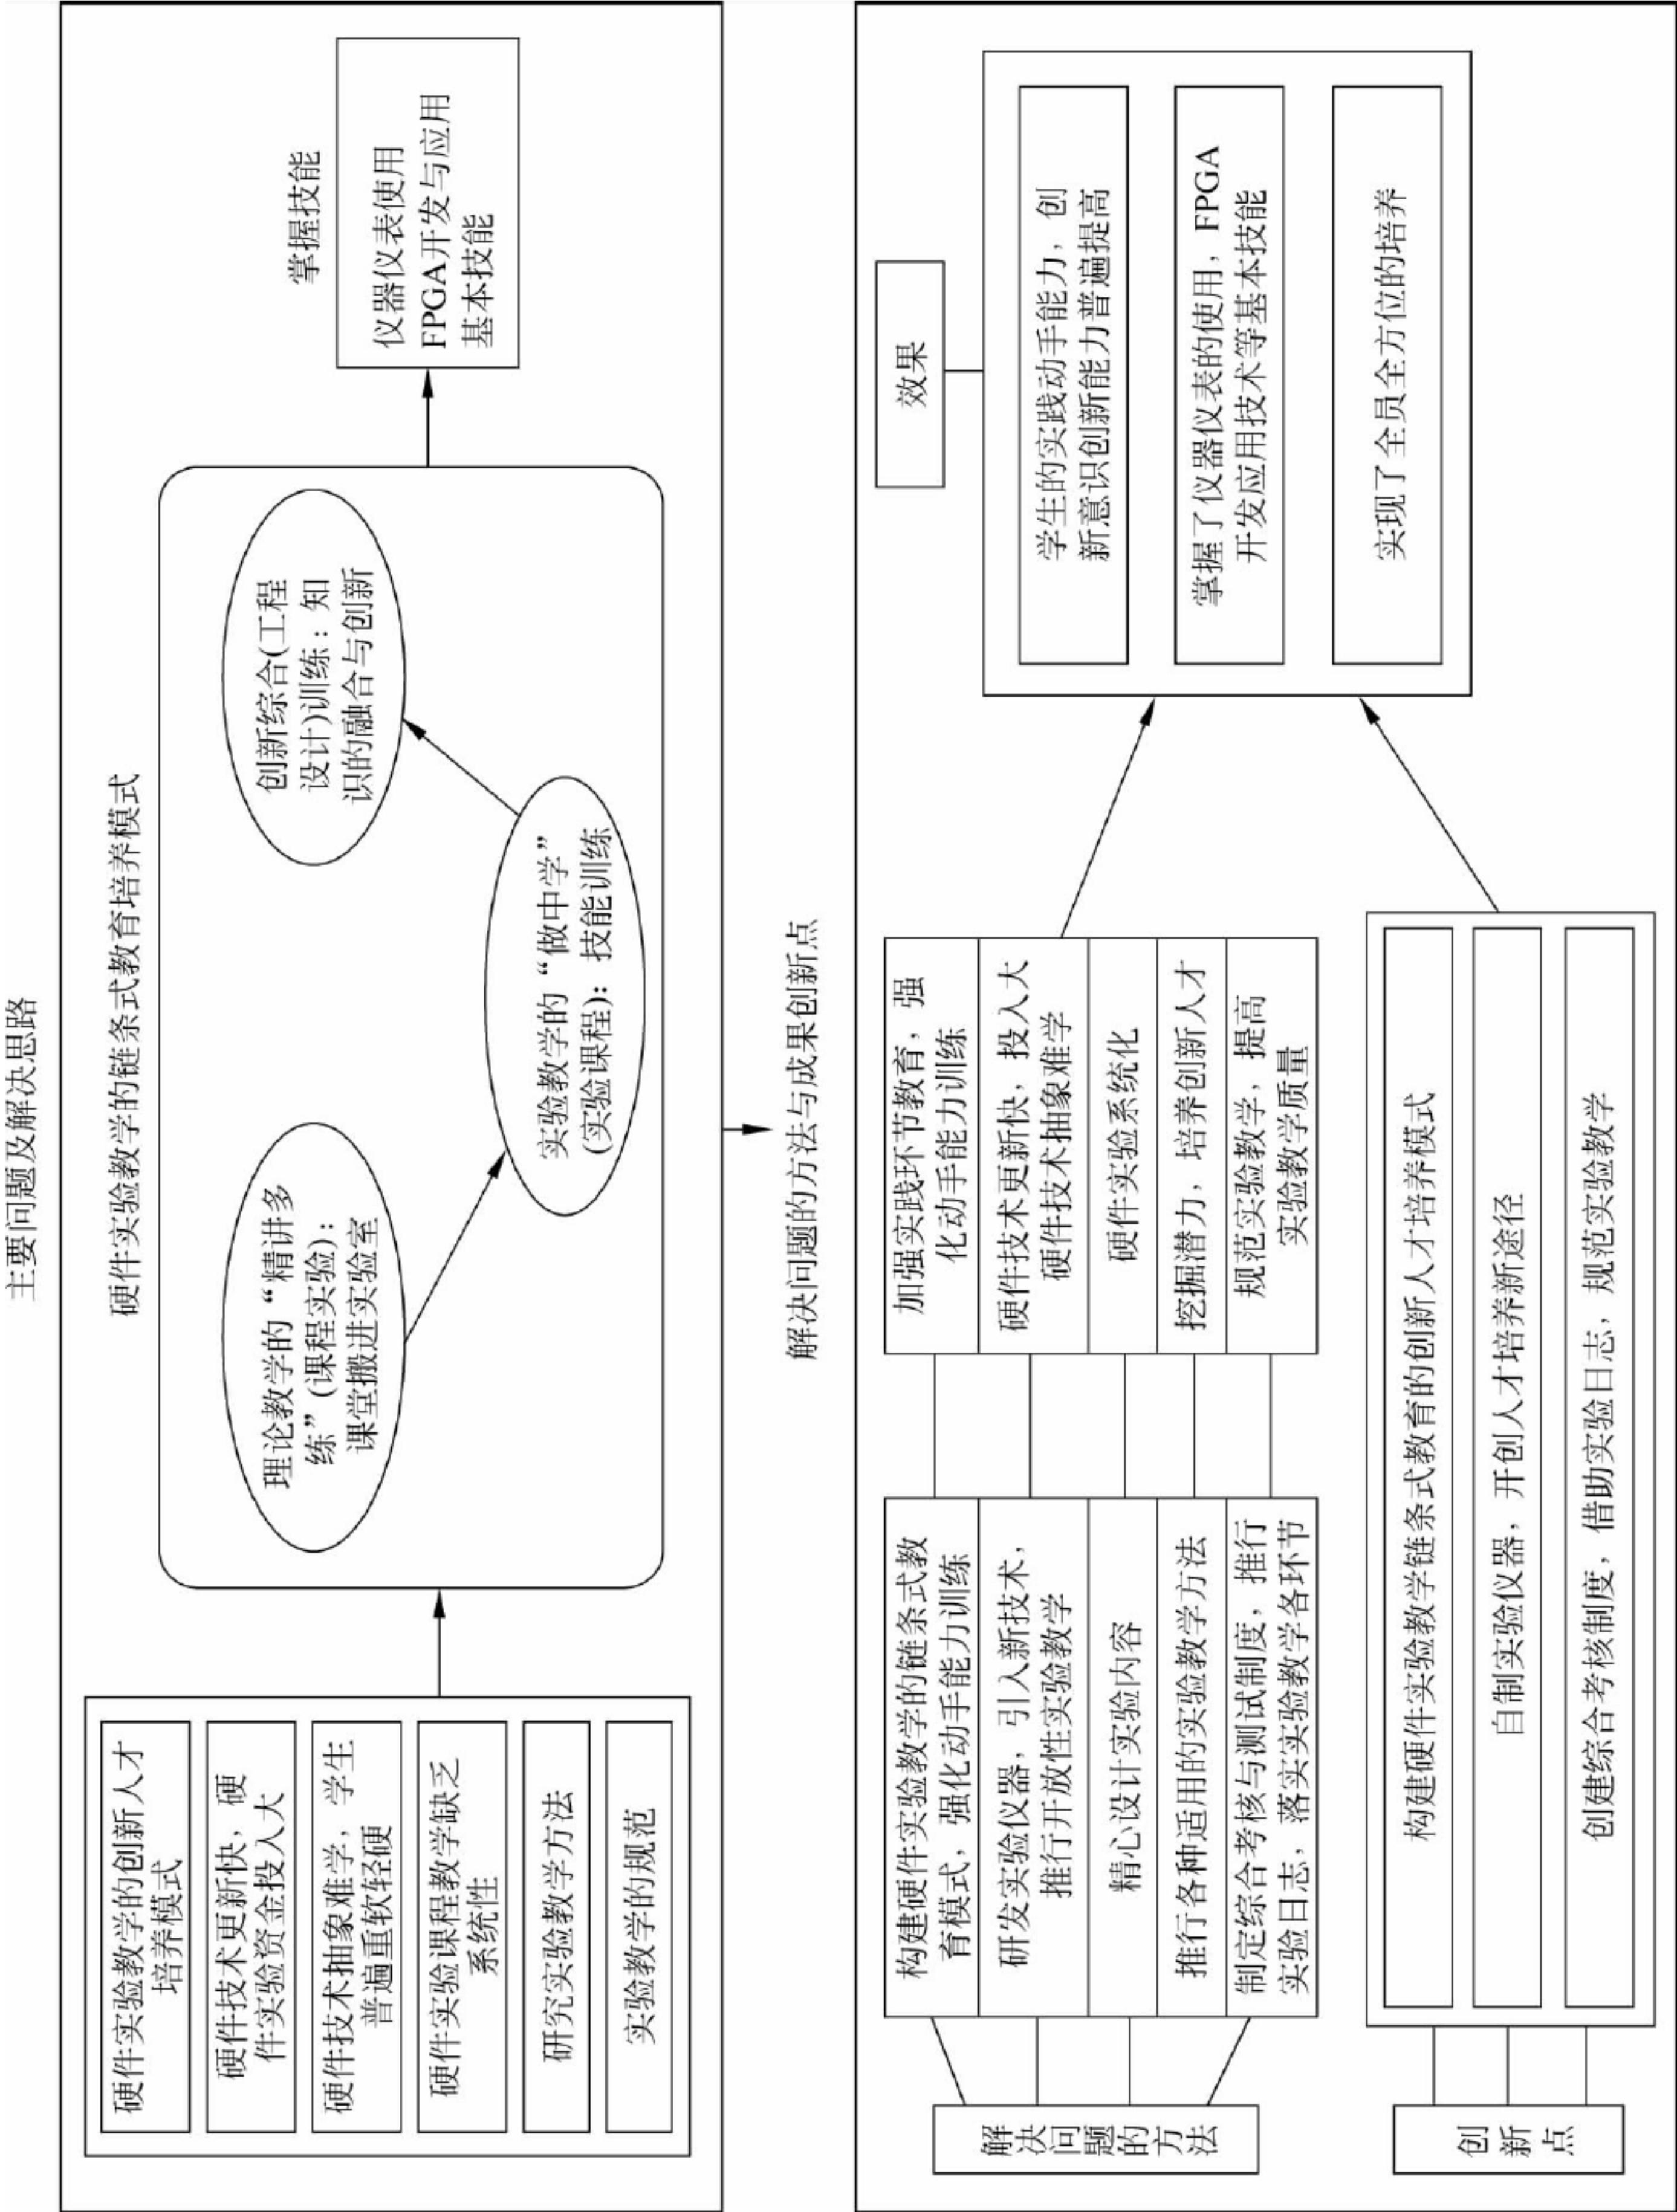 主要问题及解决思路
硬件实验教学的链条式教育培养模式
硬件实验教学的创新人才
培养模式
硬件技术更新快，硬
件实验资金投入大
硬件技术抽象难学，学生
普遍重软轻硬
硬件实验课程教学缺乏
系统性
研究实验教学方法
实验教学的规范
理论教学的“精讲多
练”(课程实验)：
课堂搬进实验室
实验教学的“做中学”
(实验课程)：技能训练
创新综合(工程
设计)训练：知
识的融合与创新
掌握技能
仪器仪表使用
FPGA开发与应用
基本技能
解决问题的方法与成果创新点
解决问题的方法
构建硬件实验教学的链条式教
育模式，强化动手能力训练
研发实验仪器，引入新技术，
推行开放性实验教学
精心设计实验内容
推行各种适用的实验教学方法
制定综合考核与测试制度，推行
实验日志，落实实验教学各环节
加强实践环节教育，强
化动手能力训练
硬件技术更新快，投入大
硬件技术抽象难学
硬件实验系统化
挖掘潜力，培养创新人才
规范实验教学，提高
实验教学质量
创新点
构建硬件实验教学链条式教育的创新人才培养模式
自制实验仪器，开创人才培养新途径
创建综合考核制度，借助实验日志，规范实验教学
效果
学生的实践动手能力，创
新意识创新能力普遍提高
掌握了仪器仪表的使用，FPGA
开发应用技术等基本技能
实现了全员全方位的培养